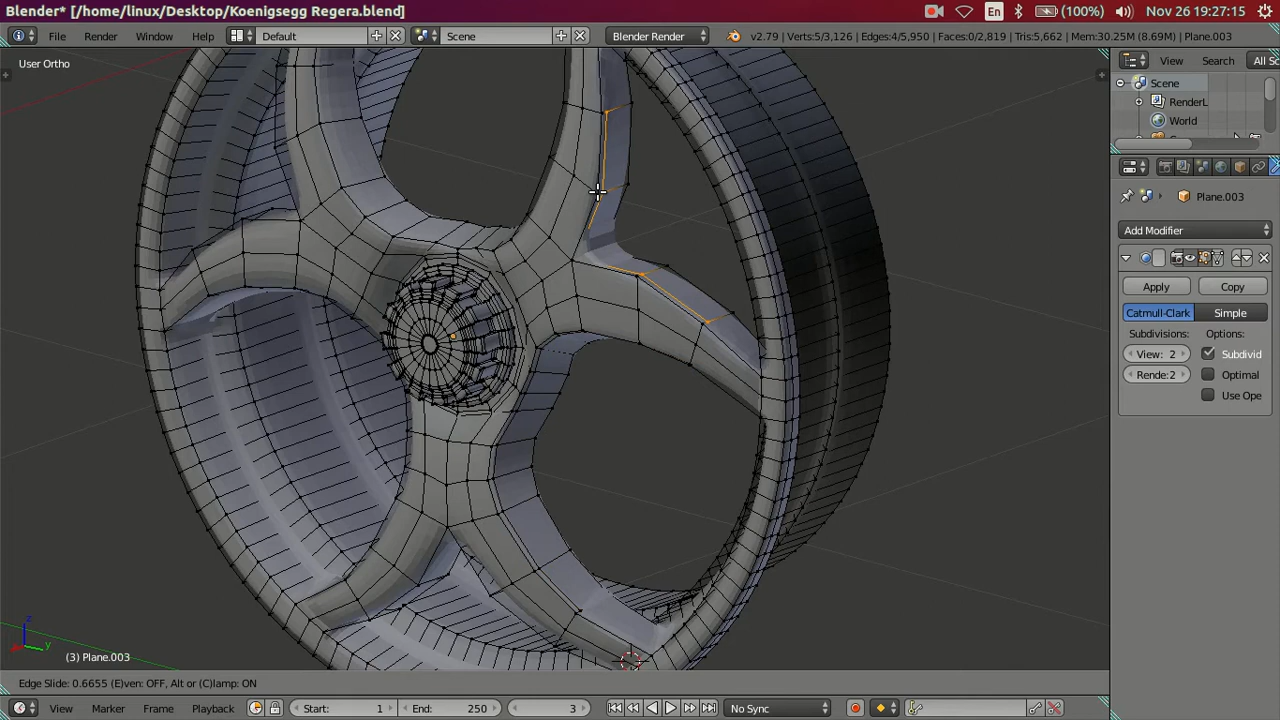 Blender* [/home/linux/Desktop/Koenigsegg Regera.blend]
En (100%) Nov 26 19:27:15
File Render Window Help Default Scene Blender Render v2.79 | Verts:5/3,126 | Edges:4/5,950 | Faces:0/2,819 | Tris:5,662 | Mem:30.25M (8.69M) | Plane.003
User Ortho
View Search All Sc
Scene
RenderL
World
Plane.003
Add Modifier
Apply Copy
Catmull-Clark Simple
Subdivisions: Options:
View: 2 Subdivid
Rende:2 Optimal
Use Ope
z
y
(3) Plane.003
Edge Slide: 0.6655 (E)ven: OFF, Alt or (C)lamp: ON
View Marker Frame Playback Start: 1 End: 250 3 No Sync